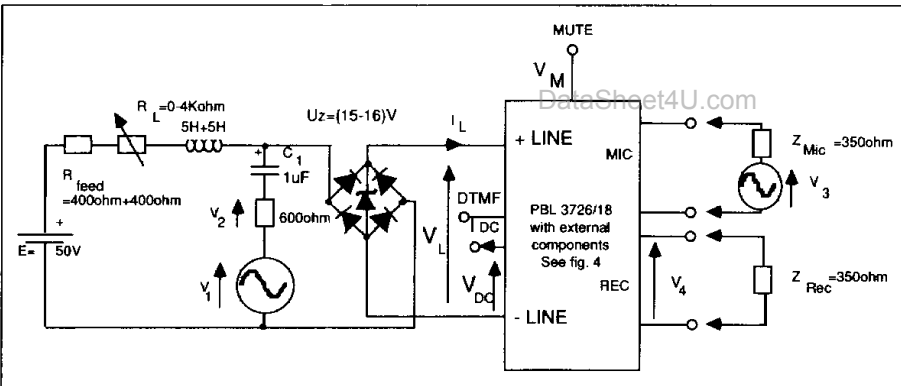 MUTE
V M
DataSheet4U.com
R L =0-4Kohm
5H+5H
Uz=(15-16)V
I L
+ LINE
MIC
Z Mic =350ohm
V 3
R feed
=400ohm+400ohm
+
C 1
1uF
V 2
600ohm
DTMF
I DC
V L
V DC
PBL 3726/18
with external
components
See fig. 4
REC
V 4
Z Rec =350ohm
+
E= 50V
V 1
- LINE